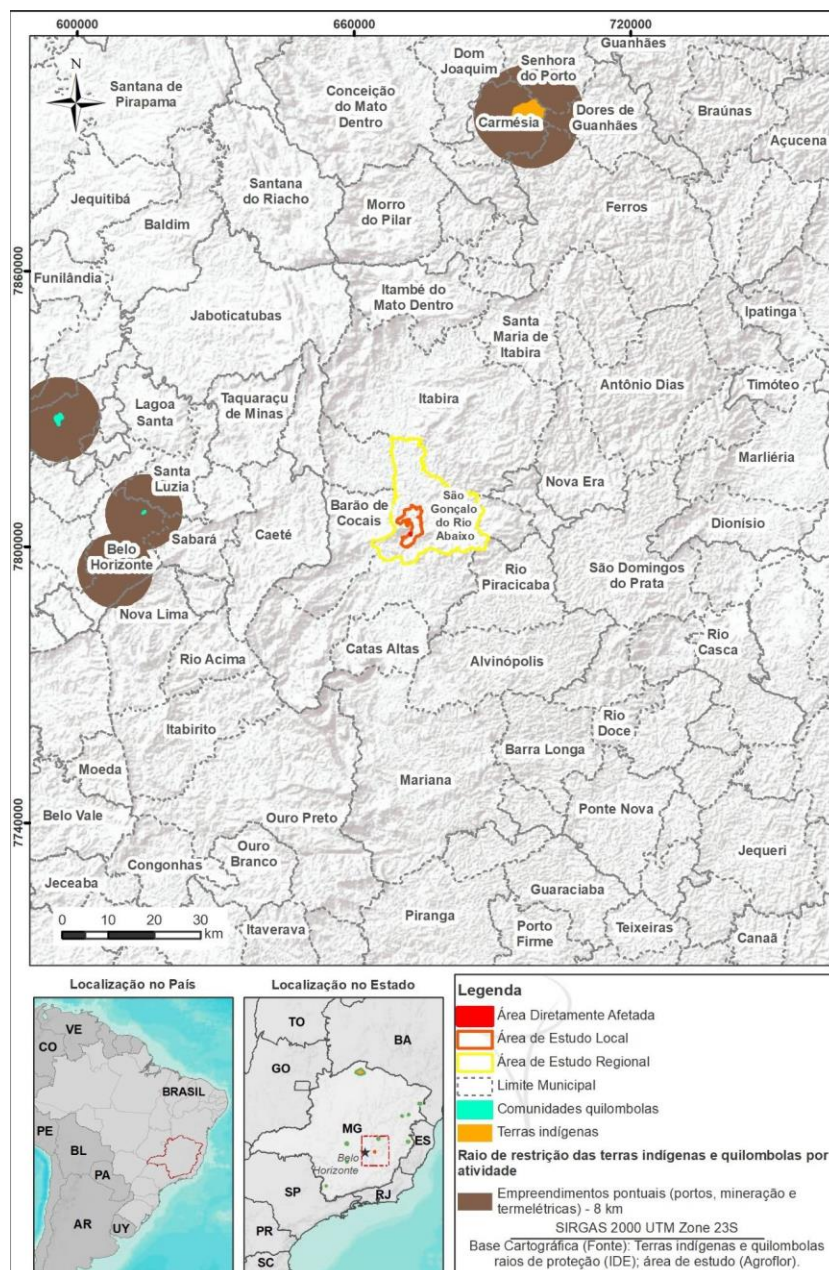 600000
660000
720000
N
Santana de
Pirapama
Conceição
do Mato
Dentro
Dom
Joaquim
Senhora
do Porto
Guanhães
Carmésia
Dores de
Guanhães
Braúnas
Açucena
Jequitibá
Santana
do Riacho
Morro
do Pilar
Ferros
Baldim
7860000
Funilândia
Jaboticatubas
Itambé do
Mato Dentro
Santa
Maria de
Itabira
Ipatinga
Antônio Dias
Timóteo
Lagoa
Santa
Taquaraçu
de Minas
Itabira
Marliéria
Santa
Luzia
Nova Era
Barão de
Cocais
São
Gonçalo
do Rio
Abaixo
Dionísio
Sabará
Caeté
7800000
Belo
Horizonte
Rio
Piracicaba
São Domingos
do Prata
Nova Lima
Rio Acima
Catas Altas
Alvinópolis
Rio
Casca
Itabirito
Rio
Doce
Barra Longa
Moeda
Mariana
Belo Vale
Ouro Preto
Ponte Nova
7740000
Ouro
Branco
Congonhas
Jequeri
Jeceaba
Guaraciaba
Piranga
Porto
Firme
Teixeiras
Itaverava
Canaã
0 10 20 30
km
Localização no País
VE
CO
BRASIL
PE
BL
PA
AR
UY
Localização no Estado
TO
BA
GO
MG
ES
Belo
Horizonte
SP
RJ
PR
SC
Legenda
Área Diretamente Afetada
Área de Estudo Local
Área de Estudo Regional
Limite Municipal
Comunidades quilombolas
Terras indígenas
Raio de restrição das terras indígenas e quilombolas por
atividade
Empreendimentos pontuais (portos, mineração e
termelétricas) - 8 km
SIRGAS 2000 UTM Zone 23S
Base Cartográfica (Fonte): Terras indígenas e quilombolas
raios de proteção (IDE); área de estudo (Agroflor).